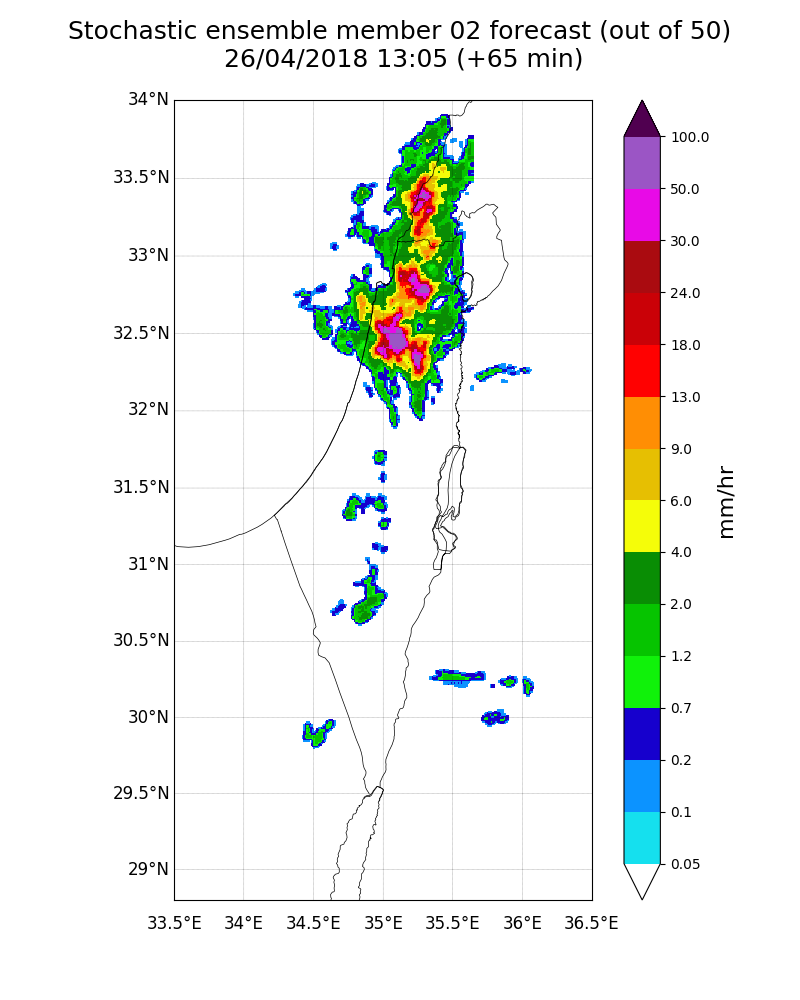 Stochastic ensemble member 02 forecast (out of 50)
26/04/2018 13:05 (+65 min)
34°N
33.5°N
33°N
32.5°N
32°N
31.5°N
31°N
30.5°N
30°N
29.5°N
29°N
33.5°E 34°E 34.5°E 35°E 35.5°E 36°E 36.5°E
100.0
50.0
30.0
24.0
18.0
13.0
9.0
6.0
4.0
2.0
1.2
0.7
0.2
0.1
0.05
mm/hr